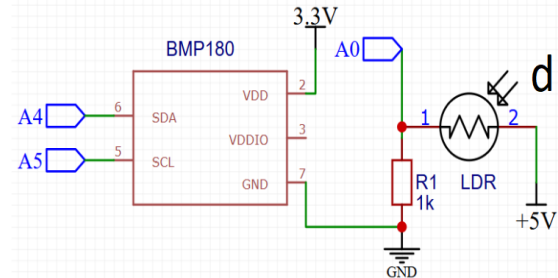 3.3V
BMP180
A0
d
VDD 2
A4 6 SDA
1 2
VDDIO 3
A5 5 SCL
GND 7
R1
1k
LDR
+5V
GND